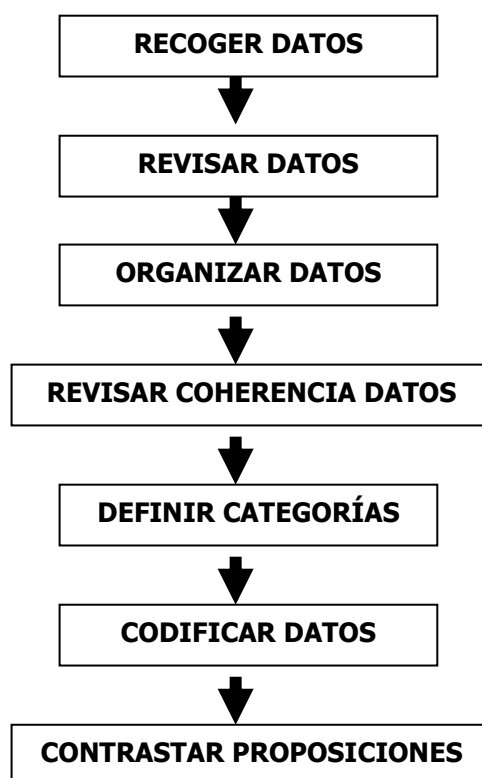 RECOGER DATOS
REVISAR DATOS
ORGANIZAR DATOS
REVISAR COHERENCIA DATOS
DEFINIR CATEGORÍAS
CODIFICAR DATOS
CONTRASTAR PROPOSICIONES